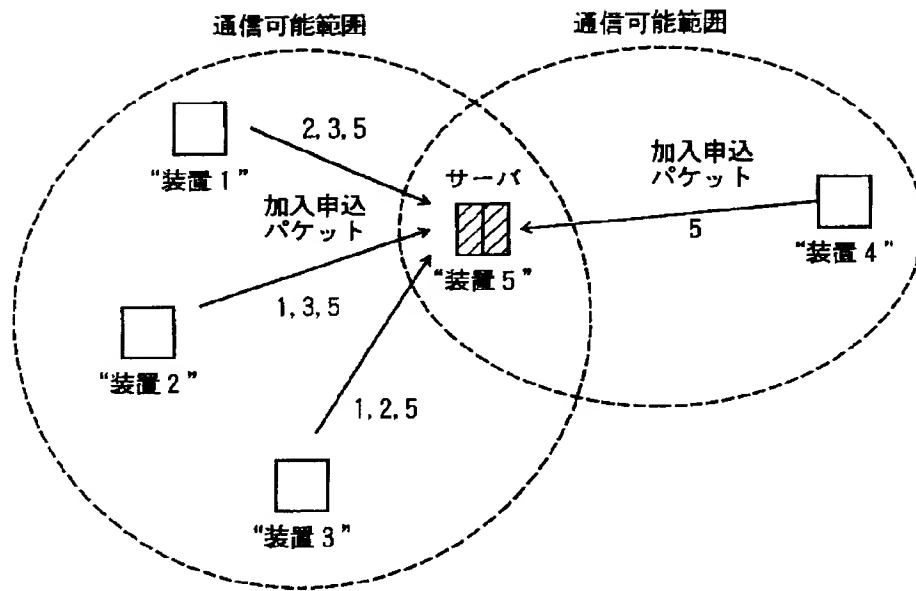 通信可能範囲
通信可能範囲
2,3,5
“装置1”
加入申込
パケット
サーバ
加入申込
パケット
5
“装置4”
“装置5”
1,3,5
“装置2”
1,2,5
“装置3”